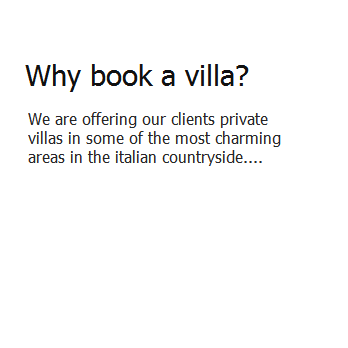 Why book a villa?
We are offering our clients private
villas in some of the most charming
areas in the italian countryside....